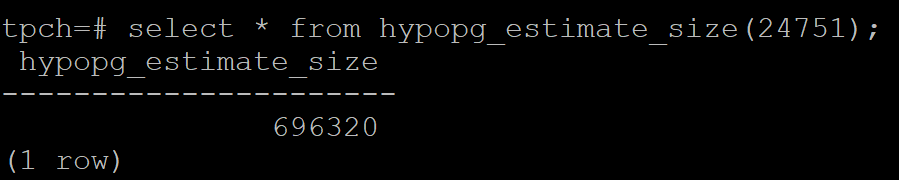 tpch=# select * from hypopg_estimate_size(24751);
 hypopg_estimate_size
----------------------
               696320
(1 row)